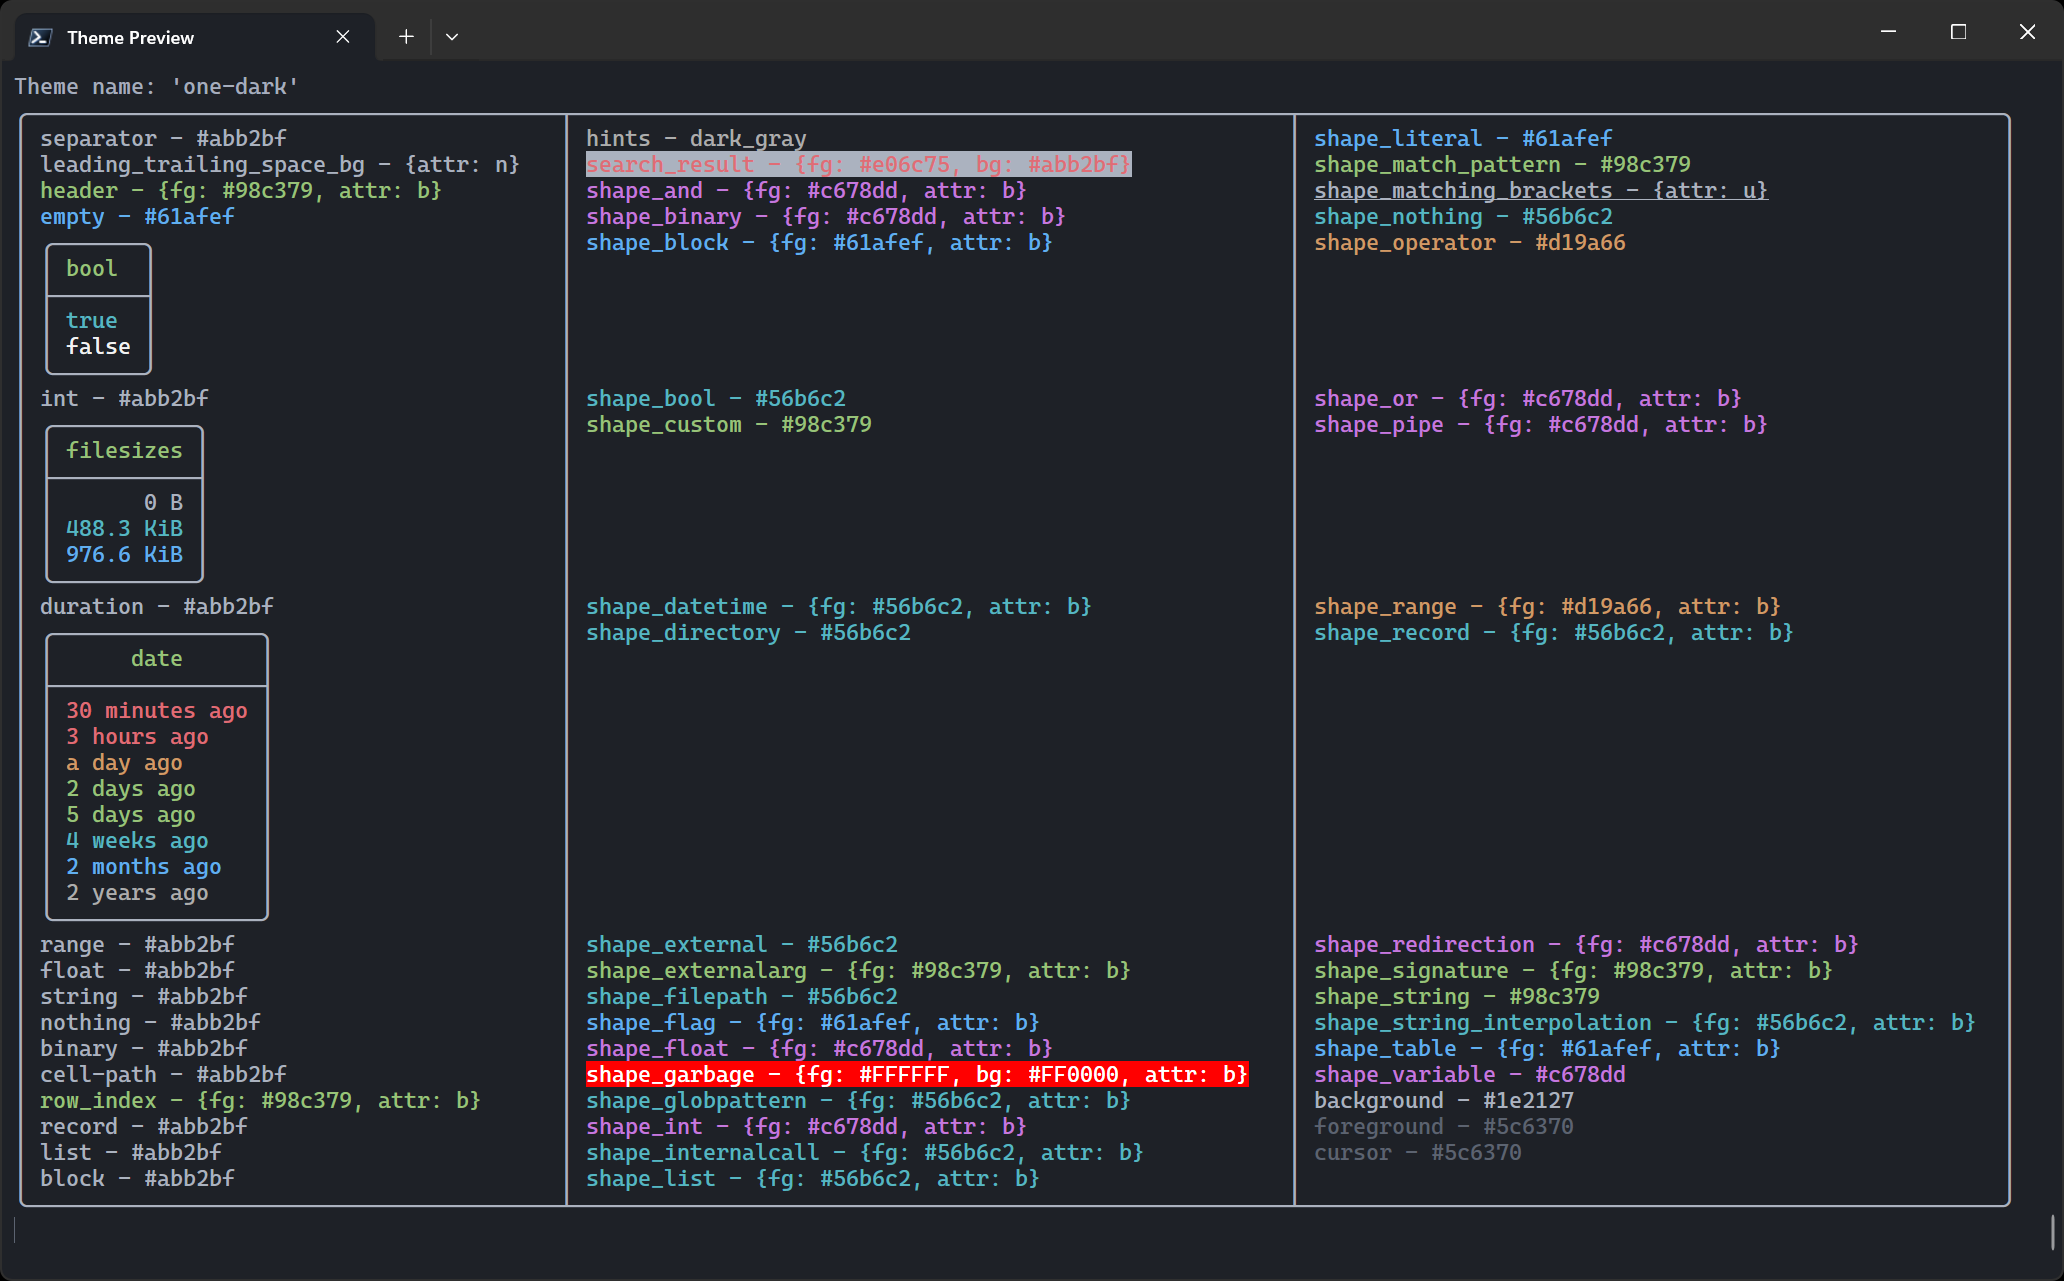 Theme Preview
Theme name: 'one-dark'
separator - #abb2bf
leading_trailing_space_bg - {attr: n}
header - {fg: #98c379, attr: b}
empty - #61afef
bool
true
false
int - #abb2bf
filesizes
0 B
488.3 KiB
976.6 KiB
duration - #abb2bf
date
30 minutes ago
3 hours ago
a day ago
2 days ago
5 days ago
4 weeks ago
2 months ago
2 years ago
range - #abb2bf
float - #abb2bf
string - #abb2bf
nothing - #abb2bf
binary - #abb2bf
cell-path - #abb2bf
row_index - {fg: #98c379, attr: b}
record - #abb2bf
list - #abb2bf
block - #abb2bf
hints - dark_gray
search_result - {fg: #e06c75, bg: #abb2bf}
shape_and - {fg: #c678dd, attr: b}
shape_binary - {fg: #c678dd, attr: b}
shape_block - {fg: #61afef, attr: b}
shape_bool - #56b6c2
shape_custom - #98c379
shape_datetime - {fg: #56b6c2, attr: b}
shape_directory - #56b6c2
shape_external - #56b6c2
shape_externalarg - {fg: #98c379, attr: b}
shape_filepath - #56b6c2
shape_flag - {fg: #61afef, attr: b}
shape_float - {fg: #c678dd, attr: b}
shape_garbage - {fg: #FFFFFF, bg: #FF0000, attr: b}
shape_globpattern - {fg: #56b6c2, attr: b}
shape_int - {fg: #c678dd, attr: b}
shape_internalcall - {fg: #56b6c2, attr: b}
shape_list - {fg: #56b6c2, attr: b}
shape_literal - #61afef
shape_match_pattern - #98c379
shape_matching_brackets - {attr: u}
shape_nothing - #56b6c2
shape_operator - #d19a66
shape_or - {fg: #c678dd, attr: b}
shape_pipe - {fg: #c678dd, attr: b}
shape_range - {fg: #d19a66, attr: b}
shape_record - {fg: #56b6c2, attr: b}
shape_redirection - {fg: #c678dd, attr: b}
shape_signature - {fg: #98c379, attr: b}
shape_string - #98c379
shape_string_interpolation - {fg: #56b6c2, attr: b}
shape_table - {fg: #61afef, attr: b}
shape_variable - #c678dd
background - #1e2127
foreground - #5c6370
cursor - #5c6370